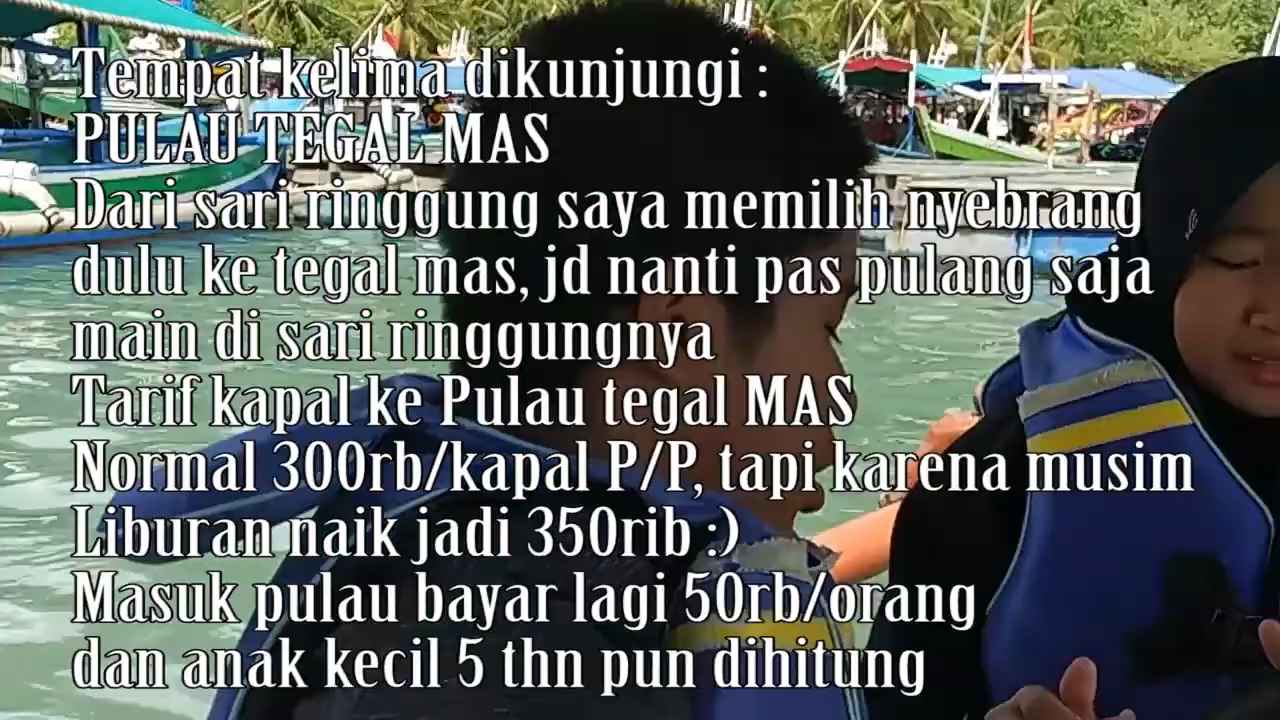 Tempat kelima dikunjungi :
PULAU TEGAL MAS
Dari sari ringgung saya memilih nyebrang
dulu ke tegal mas, jd nanti pas pulang saja
main di sari ringgungnya
Tarif kapal ke Pulau tegal MAS
Normal 300rb/kapal P/P, tapi karena musim
Liburan naik jadi 350rib :)
Masuk pulau bayar lagi 50rb/orang
dan anak kecil 5 thn pun dihitung